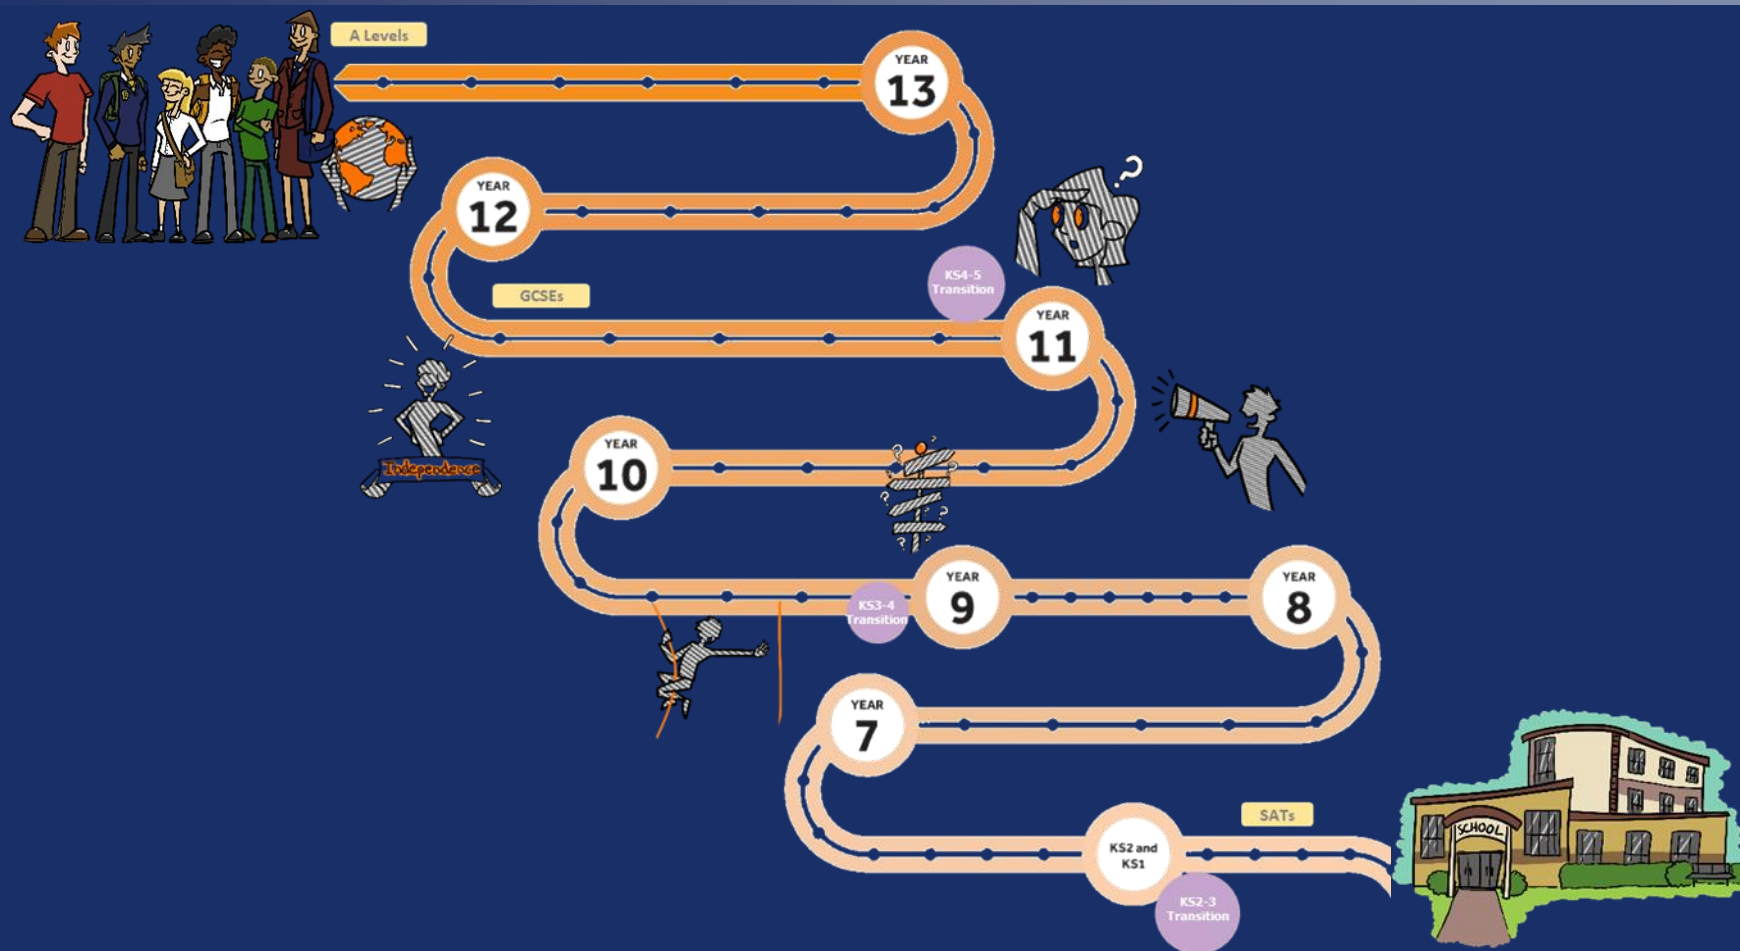 A Levels
YEAR
13
YEAR
12
KS4-5
Transition
GCSEs
YEAR
11
Independence
YEAR
10
YEAR
9
YEAR
8
KS3-4
Transition
YEAR
7
SATs
SCHOOL
KS2 and
KS1
KS2-3
Transition